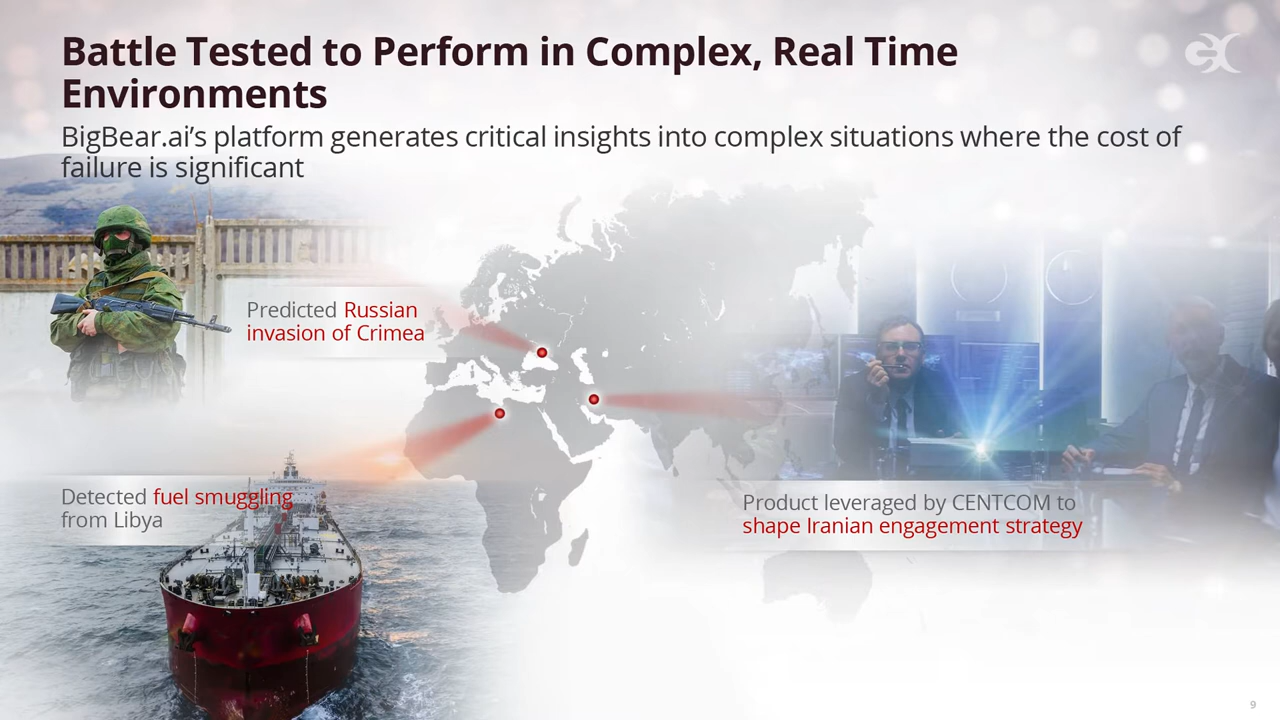 Battle Tested to Perform in Complex, Real Time
Environments
BigBear.ai’s platform generates critical insights into complex situations where the cost of
failure is significant
Predicted Russian
invasion of Crimea
Detected fuel smuggling
from Libya
Product leveraged by CENTCOM to
shape Iranian engagement strategy
9